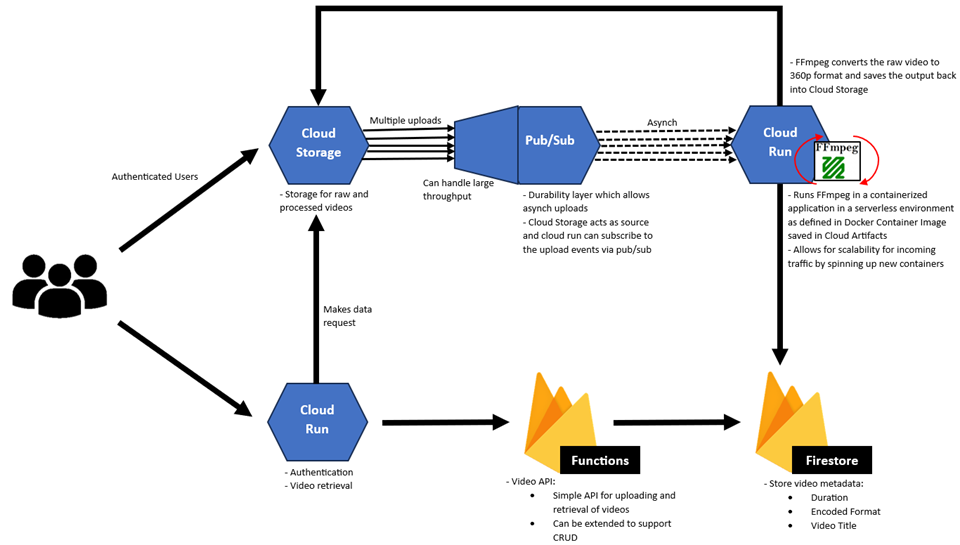 - FFmpeg converts the raw video to
360p format and saves the output back
into Cloud Storage
Cloud
Storage
Multiple uploads
Pub/Sub
Asynch
Cloud
Run
FFmpeg
Authenticated Users
- Storage for raw and
processed videos
Can handle large
throughput
- Durability layer which allows
asynch uploads
- Cloud Storage acts as source
and cloud run can subscribe to
the upload events via pub/sub
- Runs FFmpeg in a containerized
application in a serverless environment
as defined in Docker Container Image
saved in Cloud Artifacts
- Allows for scalability for incoming
traffic by spinning up new containers
Makes data
request
Cloud
Run
- Authentication
- Video retrieval
Functions
- Video API:
• Simple API for uploading and
retrieval of videos
• Can be extended to support
CRUD
Firestore
- Store video metadata:
• Duration
• Encoded Format
• Video Title